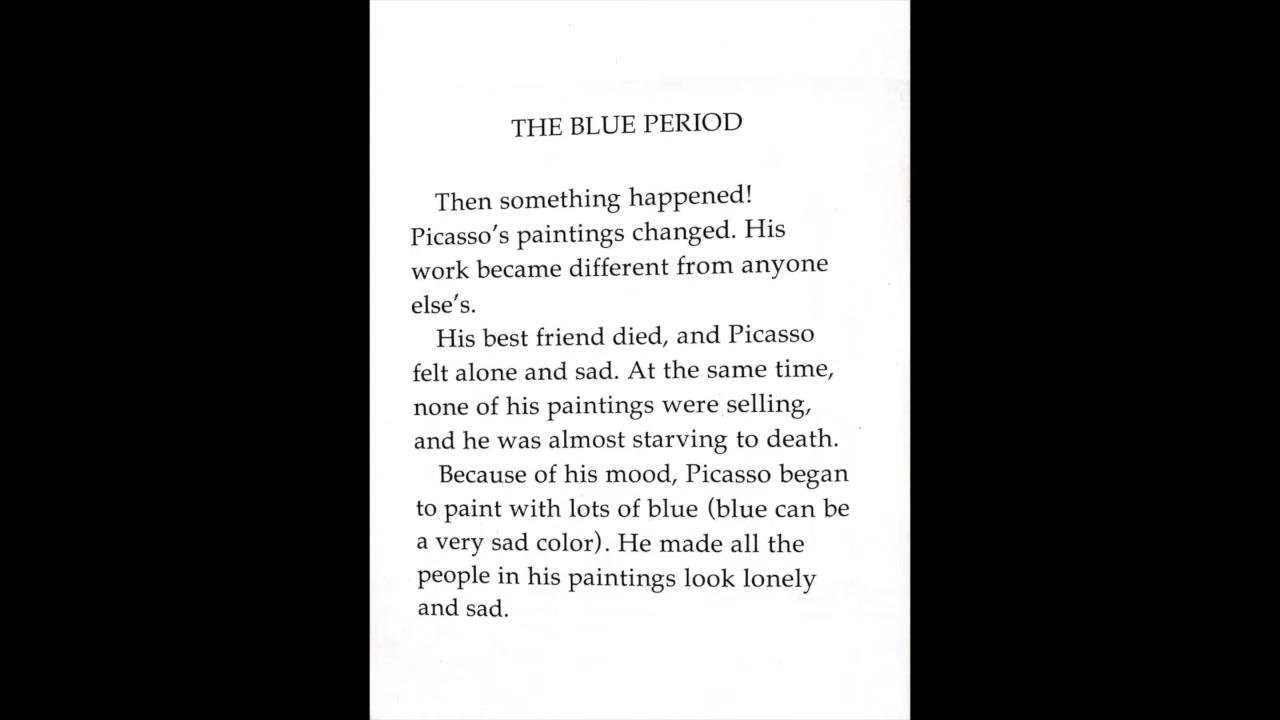 THE BLUE PERIOD
Then something happened!
Picasso's paintings changed. His
work became different from anyone
else's.
His best friend died, and Picasso
felt alone and sad. At the same time,
none of his paintings were selling,
and he was almost starving to death.
Because of his mood, Picasso began
to paint with lots of blue (blue can be
a very sad color). He made all the
people in his paintings look lonely
and sad.